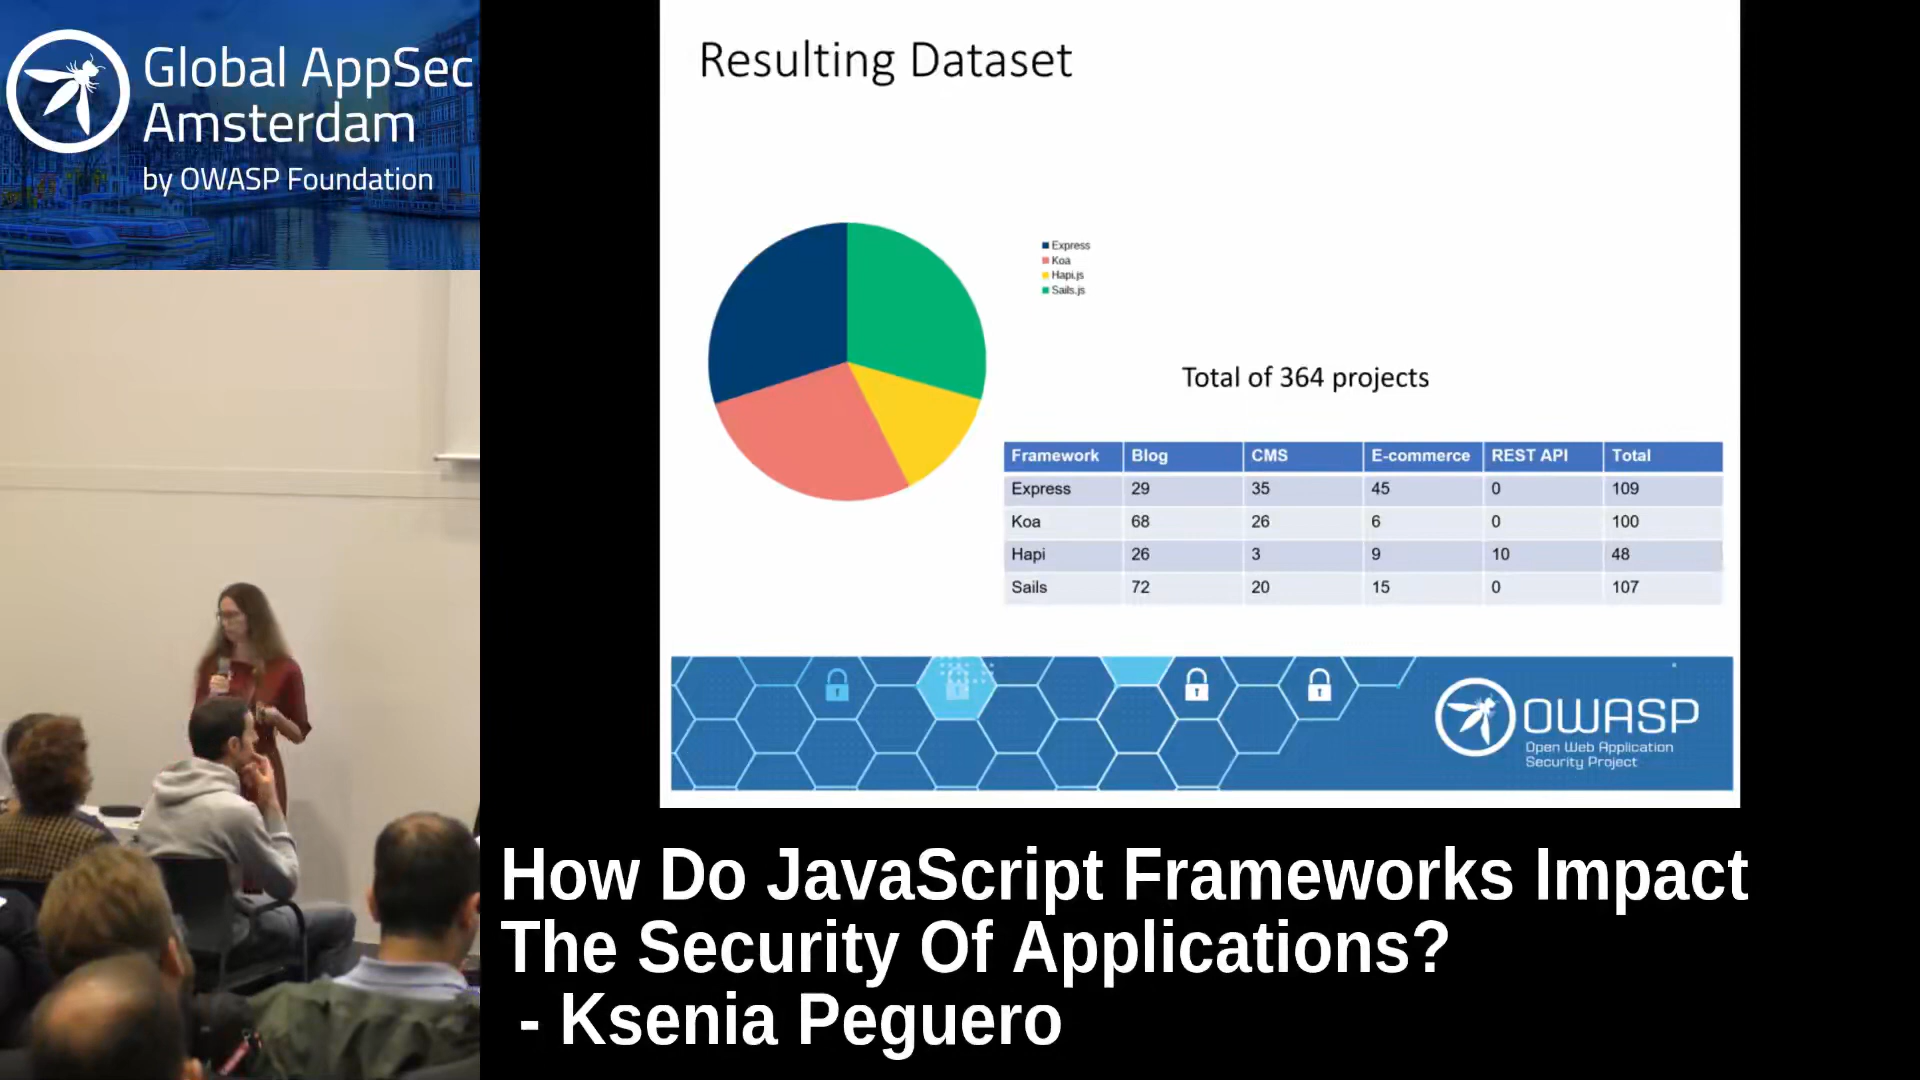 Global AppSec
Amsterdam
by OWASP Foundation
Resulting Dataset
Express
Koa
Hapi.js
Sails.js
Total of 364 projects
Framework Blog CMS E-commerce REST API Total
Express 29 35 45 0 109
Koa 68 26 6 0 100
Hapi 26 3 9 10 48
Sails 72 20 15 0 107
OWASP
Open Web Application
Security Project
How Do JavaScript Frameworks Impact
The Security Of Applications?
- Ksenia Peguero